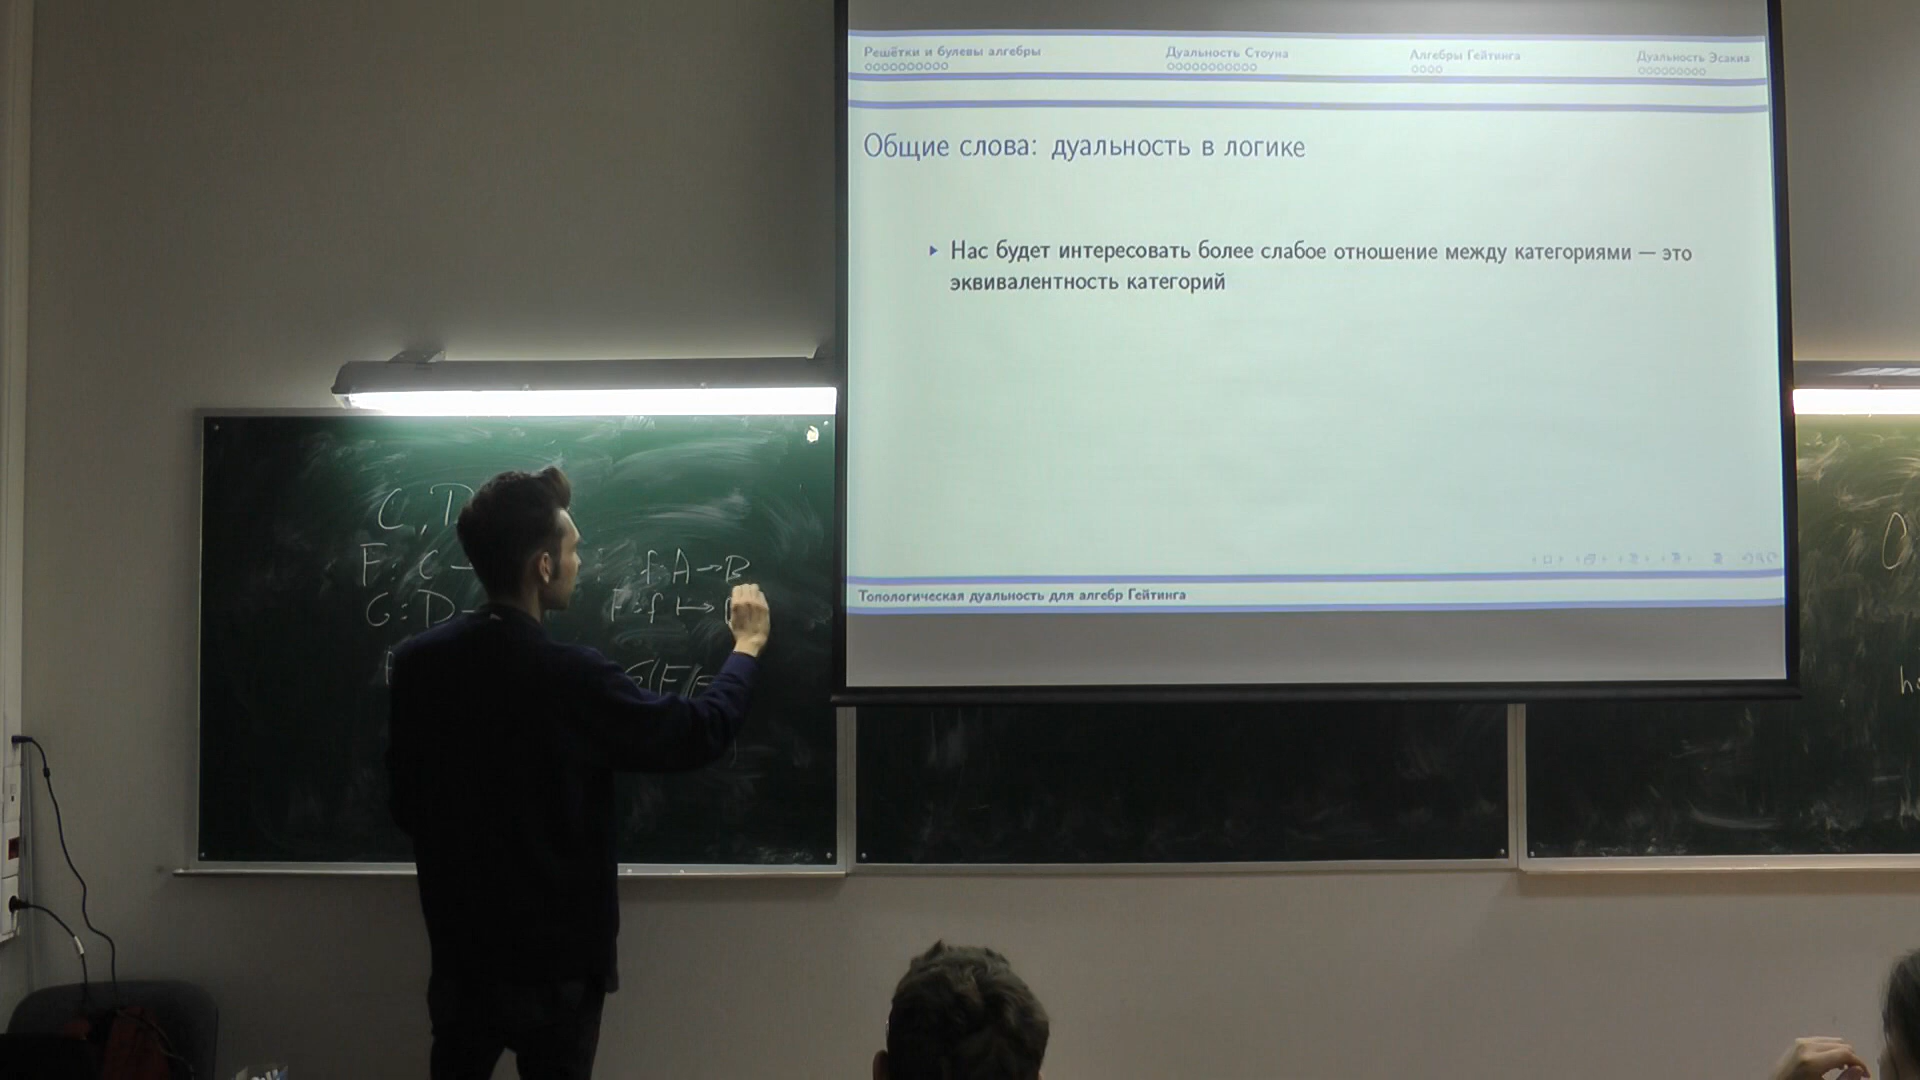 Решётки и булевы алгебры
Дуальность Стоуна
Алгебры Гейтинга
Дуальность Эсакиа
Общие слова: дуальность в логике
Нас будет интересовать более слабое отношение между категориями — это
эквивалентность категорий
Топологическая дуальность для алгебр Гейтинга
C, D
F: C → f: A → B
G: D → F: f ↦